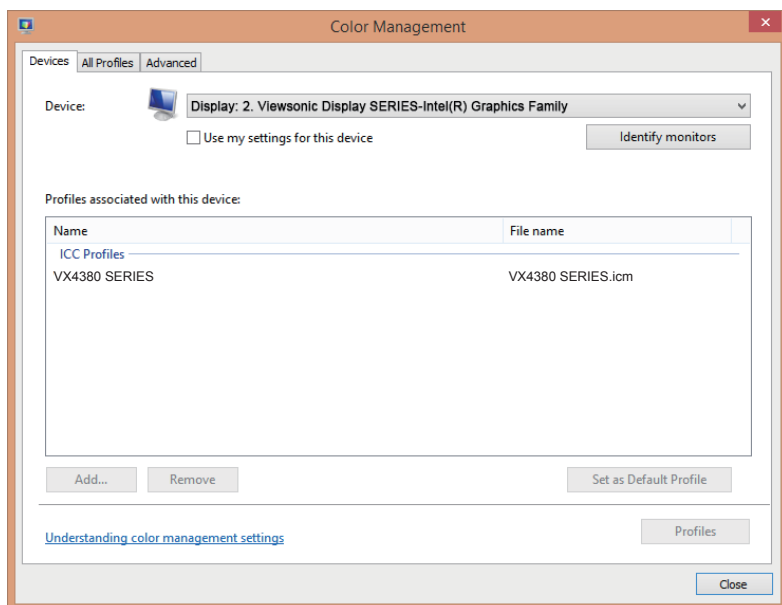 Color Management
Devices All Profiles Advanced
Device: Display: 2. Viewsonic Display SERIES-Intel(R) Graphics Family
Use my settings for this device Identify monitors
Profiles associated with this device:
Name File name
ICC Profiles
VX4380 SERIES VX4380 SERIES.icm
Add... Remove Set as Default Profile
Understanding color management settings Profiles
Close